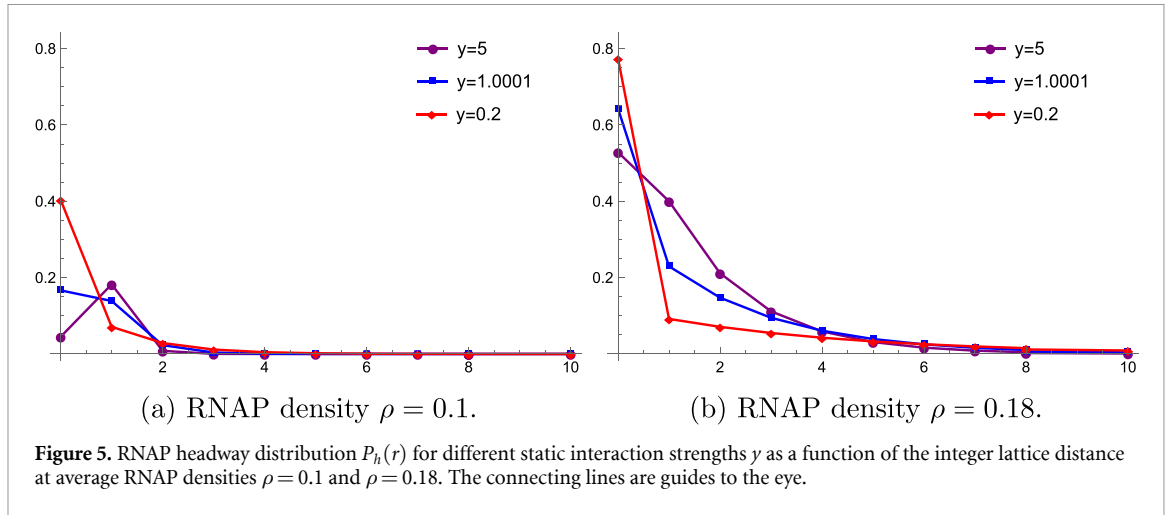 0.8
0.6
0.4
0.2
2
4
6
8
10
y=5
y=1.0001
y=0.2
(a) RNAP density ρ = 0.1.
0.8
0.6
0.4
0.2
2
4
6
8
10
y=5
y=1.0001
y=0.2
(b) RNAP density ρ = 0.18.
Figure 5. RNAP headway distribution Pₕ(r) for different static interaction strengths y as a function of the integer lattice distance
at average RNAP densities ρ = 0.1 and ρ = 0.18. The connecting lines are guides to the eye.